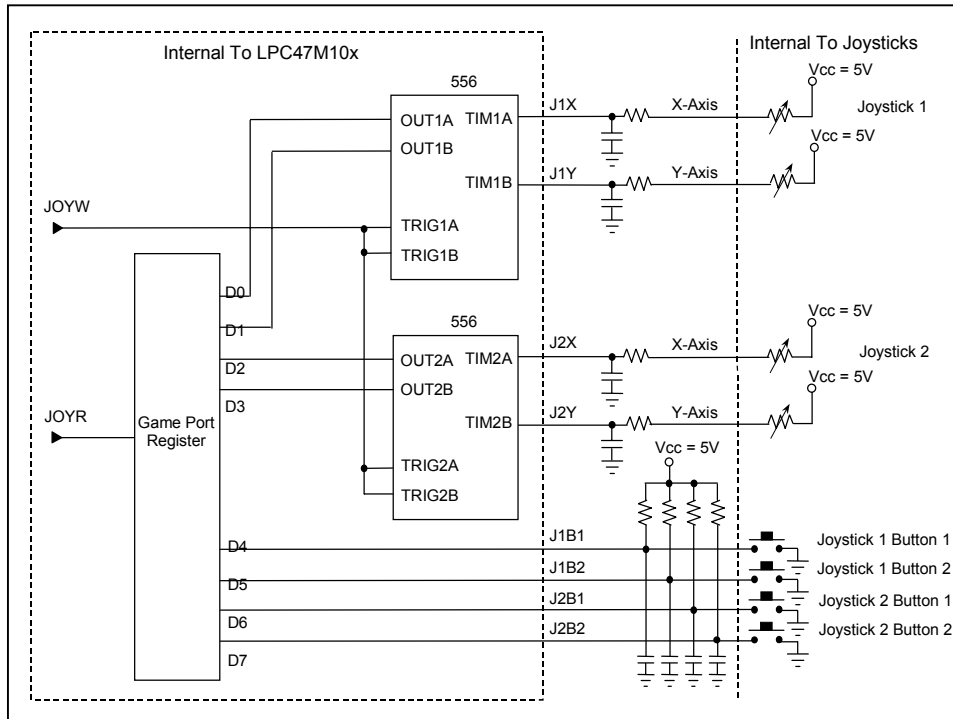 Internal To LPC47M10x
Internal To Joysticks
Vcc = 5V
556
J1X
X-Axis
Joystick 1
OUT1A
TIM1A
OUT1B
Vcc = 5V
J1Y
Y-Axis
TIM1B
JOYW
TRIG1A
TRIG1B
D0
D1
Vcc = 5V
556
J2X
X-Axis
Joystick 2
D2
OUT2A
TIM2A
OUT2B
Vcc = 5V
D3
JOYR
Game Port
Register
J2Y
Y-Axis
TIM2B
Vcc = 5V
TRIG2A
TRIG2B
D4
J1B1
Joystick 1 Button 1
D5
J1B2
Joystick 1 Button 2
D6
J2B1
Joystick 2 Button 1
D7
J2B2
Joystick 2 Button 2